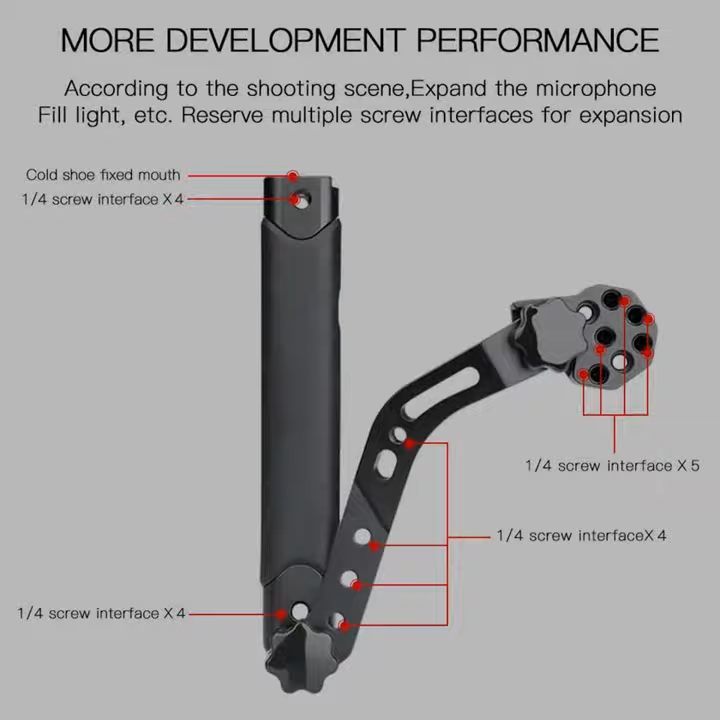 MORE DEVELOPMENT PERFORMANCE
According to the shooting scene,Expand the microphone
Fill light, etc. Reserve multiple screw interfaces for expansion
Cold shoe fixed mouth
1/4 screw interface X 4
1/4 screw interface X 5
1/4 screw interfaceX 4
1/4 screw interface X 4